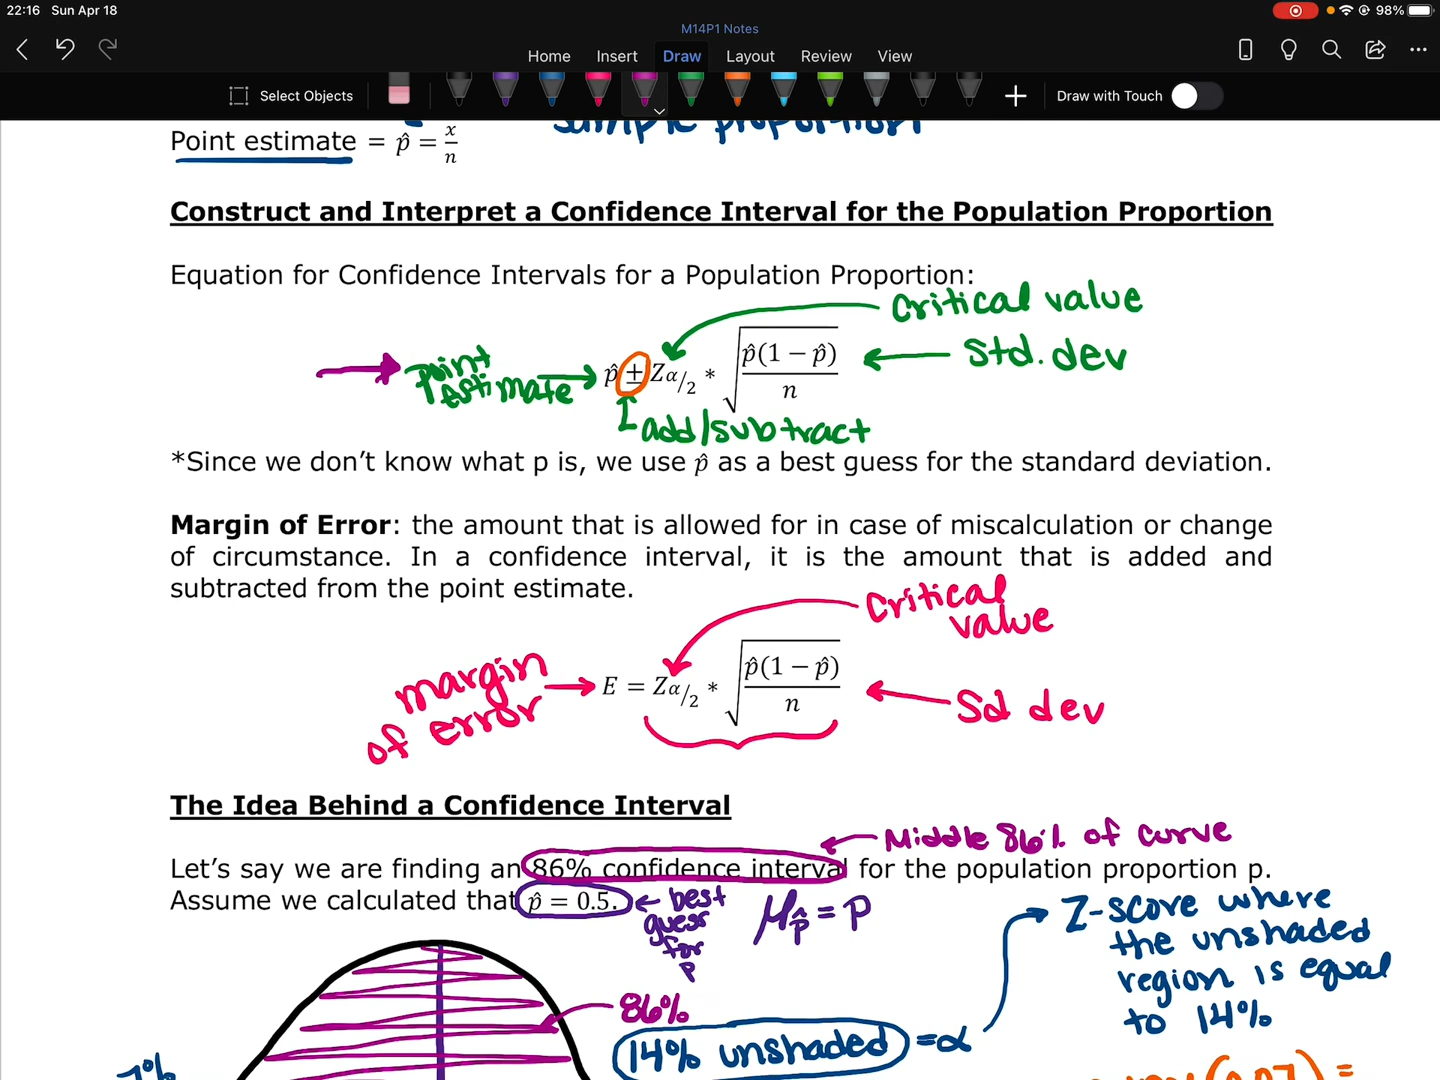 22:16 Sun Apr 18
98%
M14P1 Notes
Home Insert Draw Layout Review View
Select Objects
Draw with Touch
sample proportion
Point estimate = p̂ = x/n
Construct and Interpret a Confidence Interval for the Population Proportion
Equation for Confidence Intervals for a Population Proportion:
critical value
point estimate
p̂ ± Zα/2 * √(p̂(1 − p̂)/n)
Std. dev
add/subtract
*Since we don’t know what p is, we use p̂ as a best guess for the standard deviation.
Margin of Error: the amount that is allowed for in case of miscalculation or change
of circumstance. In a confidence interval, it is the amount that is added and
subtracted from the point estimate.
critical
value
margin
of error
E = Zα/2 * √(p̂(1 − p̂)/n)
Sd dev
The Idea Behind a Confidence Interval
Middle 86% of curve
Let’s say we are finding an 86% confidence interval for the population proportion p.
Assume we calculated that p̂ = 0.5.
best
guess
for
p
μp̂ = p
Z-score where
the unshaded
region is equal
to 14%
86%
14% unshaded = α
7%